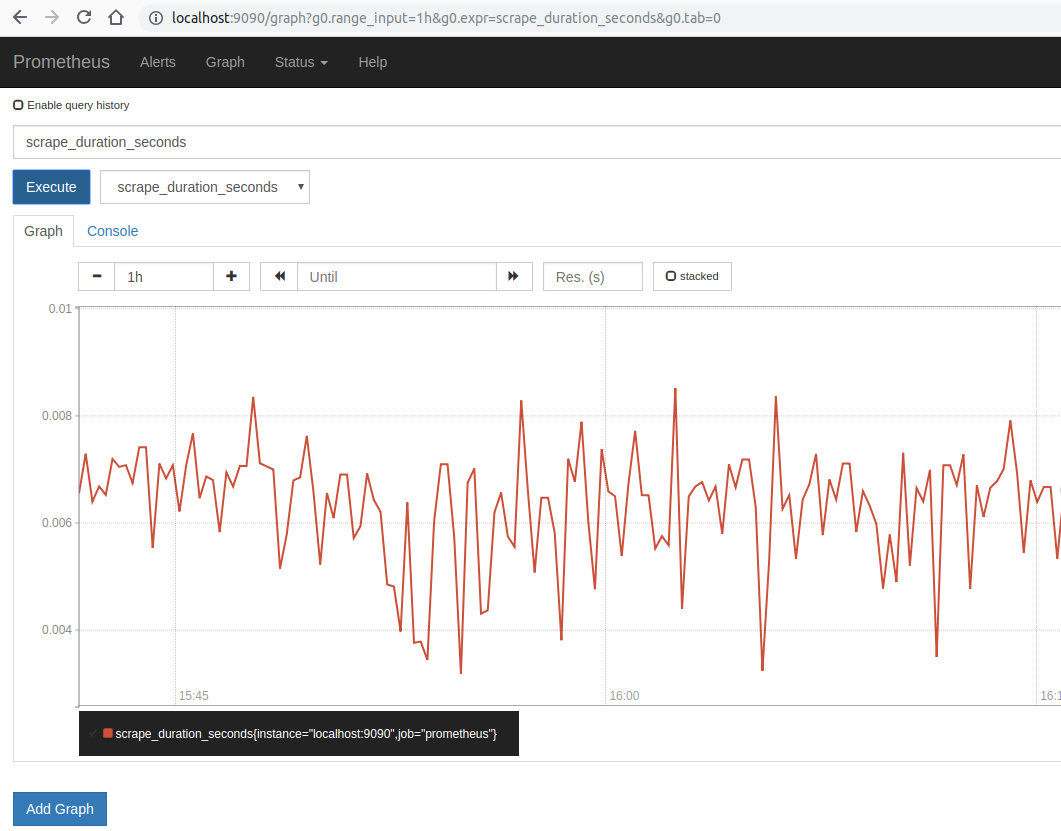 localhost:9090/graph?g0.range_input=1h&g0.expr=scrape_duration_seconds&g0.tab=0
Prometheus Alerts Graph Status Help
Enable query history
scrape_duration_seconds
Execute scrape_duration_seconds
Graph Console
1h Until Res. (s) stacked
0.01
0.008
0.006
0.004
15:45 16:00 16:1
scrape_duration_seconds{instance="localhost:9090",job="prometheus"}
Add Graph